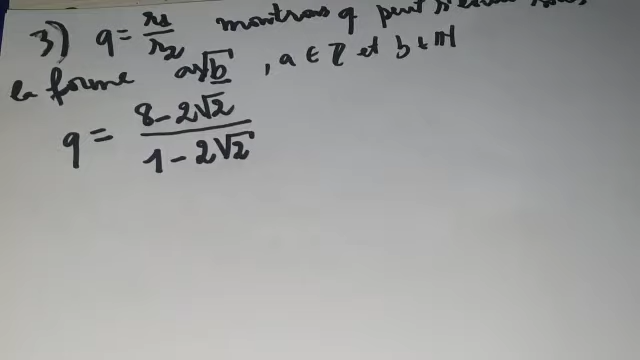 3) q = r₁/r₂ montrons q peut s'écrire sous
la forme a√b , a ∈ ℤ et b ∈ ℕ
q = (8 - 2√2)/(1 - 2√2)